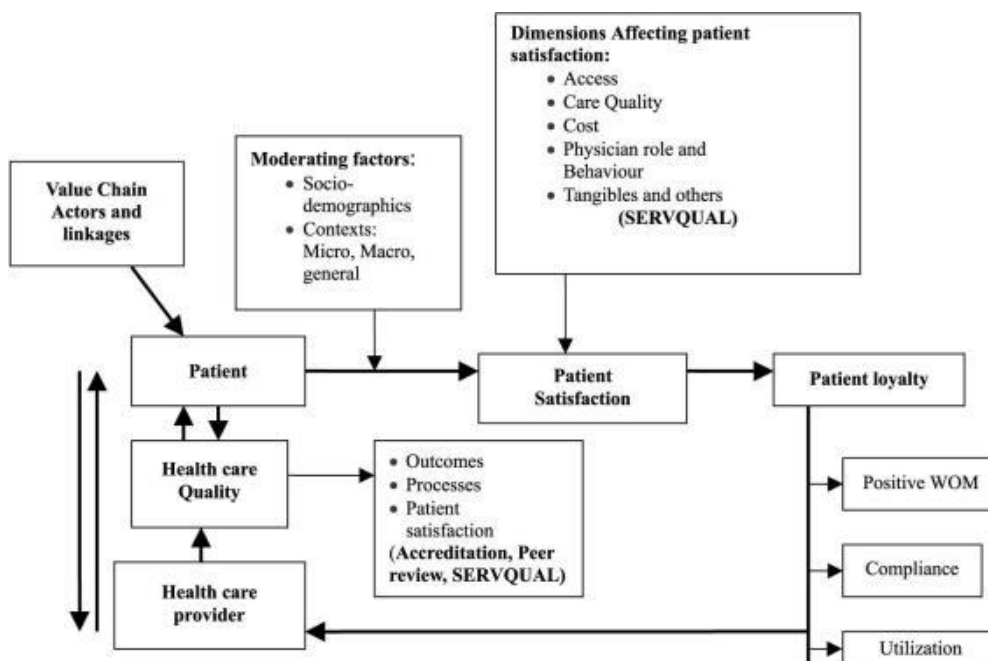 Dimensions Affecting patient
satisfaction:
• Access
• Care Quality
• Cost
• Physician role and
Behaviour
• Tangibles and others
(SERVQUAL)
Moderating factors:
• Socio-
demographics
• Contexts:
Micro, Macro,
general
Value Chain
Actors and
linkages
Patient
Patient
Satisfaction
Patient loyalty
Health care
Quality
• Outcomes
• Processes
• Patient
satisfaction
(Accreditation, Peer
review, SERVQUAL)
Positive WOM
Compliance
Health care
provider
Utilization